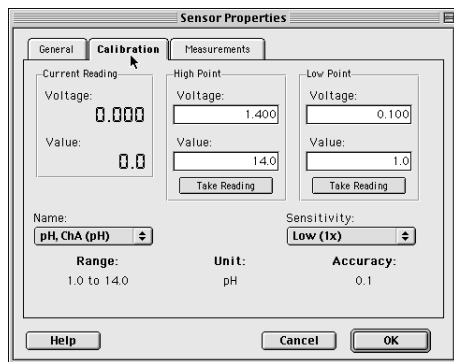 Sensor Properties
General Calibration Measurements
Current Reading
Voltage:
0.000
Value:
0.0
High Point
Voltage:
1.400
Value:
14.0
Take Reading
Low Point
Voltage:
0.100
Value:
1.0
Take Reading
Name:
pH, ChA (pH)
Sensitivity:
Low (1x)
Range: Unit: Accuracy:
1.0 to 14.0 pH 0.1
Help Cancel OK